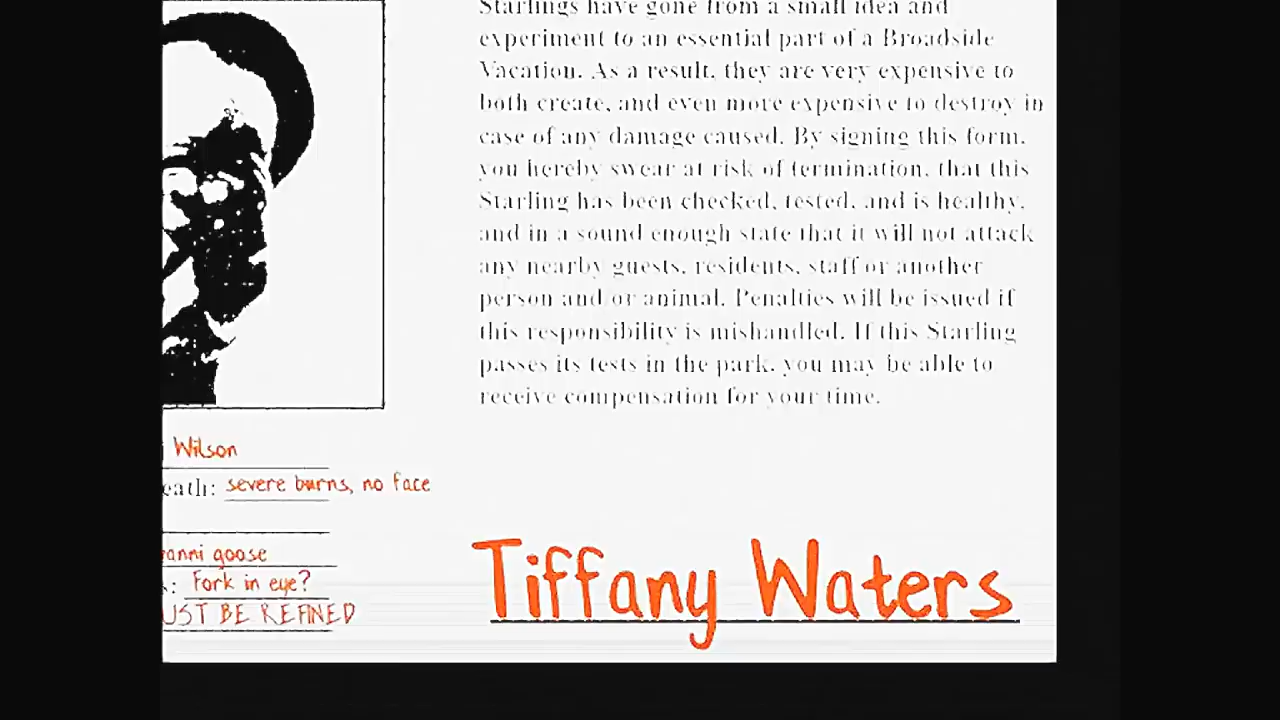 Starlings have gone from a small idea and
experiment to an essential part of a Broadside
Vacation. As a result, they are very expensive to
both create, and even more expensive to destroy in
case of any damage caused. By signing this form,
you hereby swear at risk of termination, that this
Starling has been checked, tested, and is healthy,
and in a sound enough state that it will not attack
any nearby guests, residents, staff or another
person and/or animal. Penalties will be issued if
this responsibility is mishandled. If this Starling
passes its tests in the park, you may be able to
receive compensation for your time.
Wilson
eath: severe burns, no face
anni goose
: Fork in eye?
UST BE REFINED
Tiffany Waters